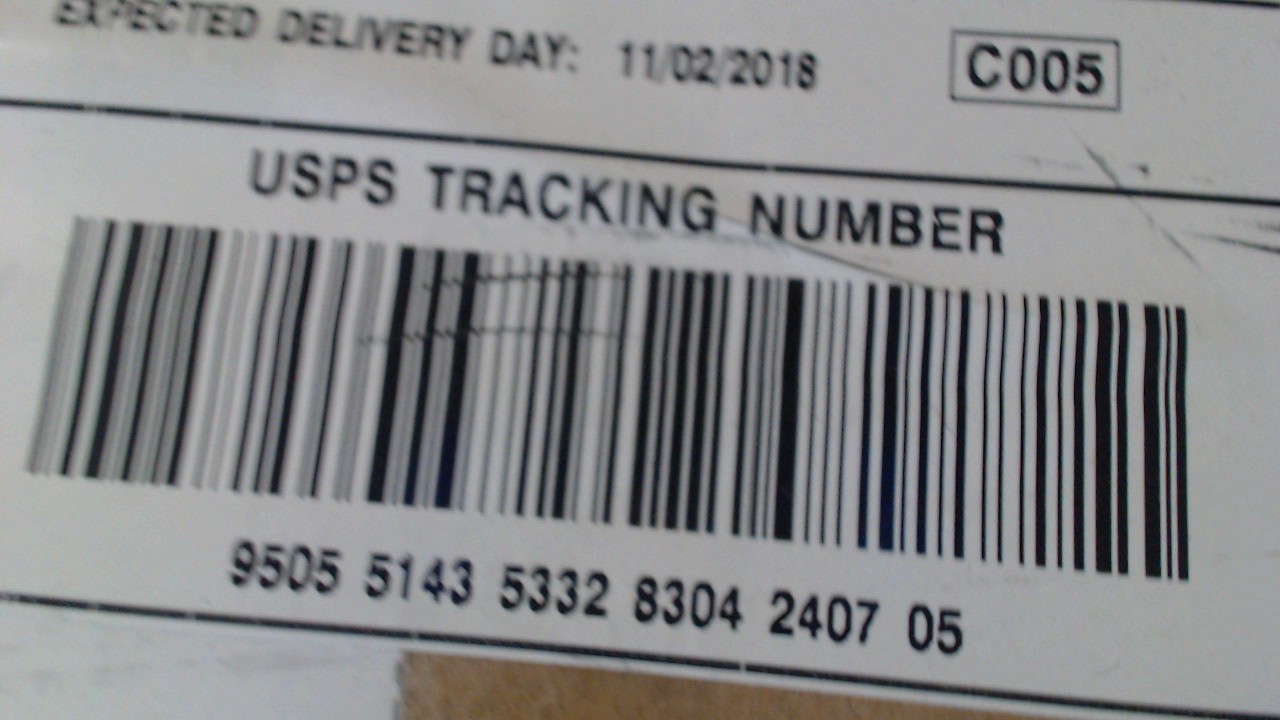 EXPECTED DELIVERY DAY: 11/02/2018
C005
USPS TRACKING NUMBER
9505 5143 5332 8304 2407 05